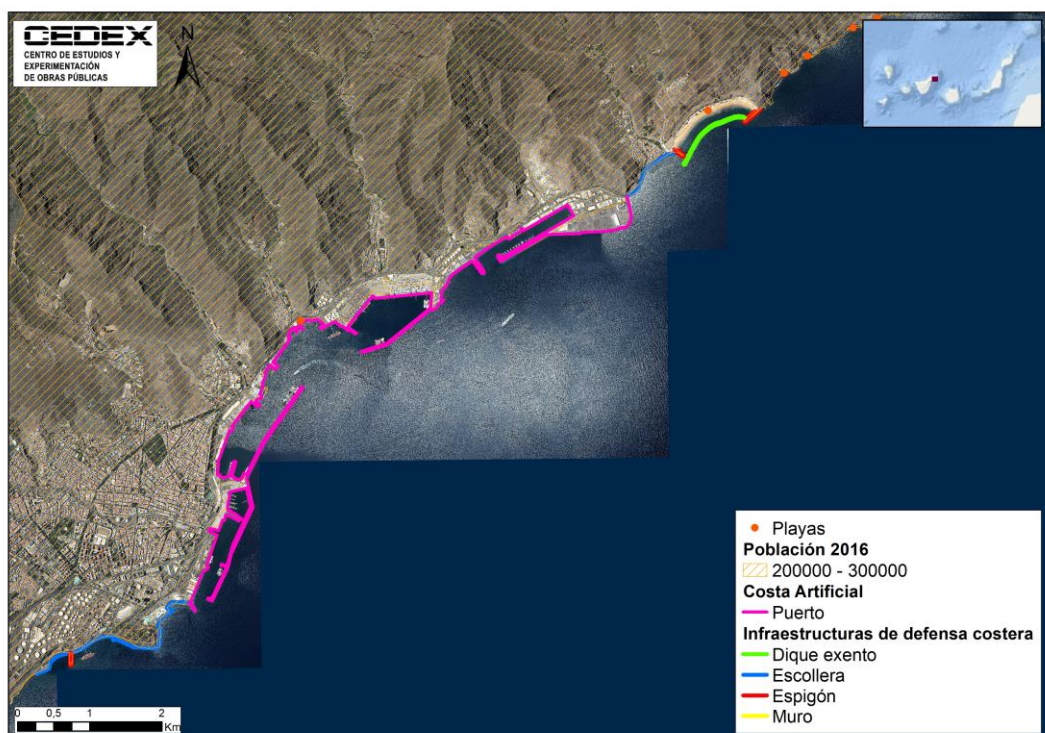 CEDEX
CENTRO DE ESTUDIOS Y
EXPERIMENTACIÓN
DE OBRAS PÚBLICAS
N
Playas
Población 2016
200000 - 300000
Costa Artificial
Puerto
Infraestructuras de defensa costera
Dique exento
Escollera
Espigón
Muro
0 0,5 1 2
Km